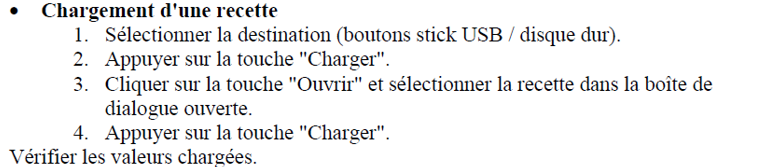 • Chargement d'une recette
1. Sélectionner la destination (boutons stick USB / disque dur).
2. Appuyer sur la touche "Charger".
3. Cliquer sur la touche "Ouvrir" et sélectionner la recette dans la boîte de
dialogue ouverte.
4. Appuyer sur la touche "Charger".
Vérifier les valeurs chargées.